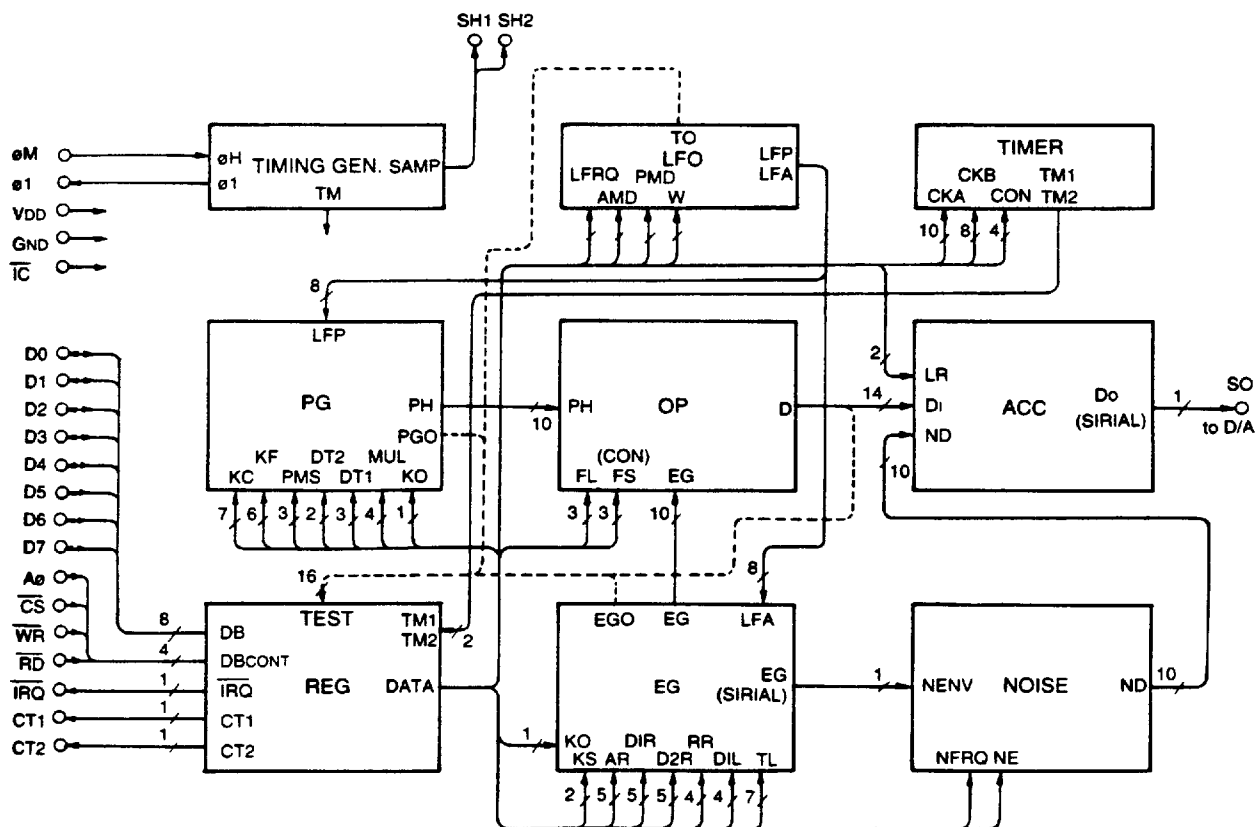 SH1 SH2
øM
øH
TIMING GEN. SAMP
ø1
ø1
TM
VDD
GND
IC
TO
LFO
LFP
LFRQ PMD
LFA
AMD W
TIMER
CKB TM1
CKA CON TM2
10 8 4
8
LFP
PG
PH
PGO
KF DT2 MUL
KC PMS DT1 KO
7 6 3 2 3 4 1
10
PH
OP
D
(CON)
FL FS EG
3 3 10
14
2
LR
DI
ND
ACC
Do
(SIRIAL)
1
SO
to D/A
10
D0
D1
D2
D3
D4
D5
D6
D7
Aø
CS
WR
RD
IRQ
CT1
CT2
8
4
1
1
1
16
TEST
TM1
TM2
2
DB
DBCONT
IRQ
REG
DATA
CT1
CT2
8
EGO EG LFA
EG
EG
(SIRIAL)
1
KO
DIR RR
KS AR D2R DIL TL
2 5 5 5 4 4 7
1
NENV
NOISE
ND
10
NFRQ NE